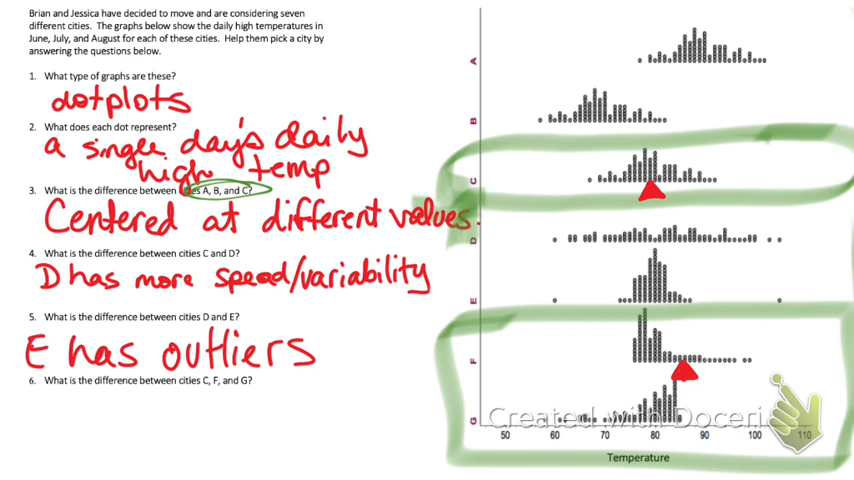 Brian and Jessica have decided to move and are considering seven
different cities. The graphs below show the daily high temperatures in
June, July, and August for each of these cities. Help them pick a city by
answering the questions below.
1. What type of graphs are these?
dotplots
2. What does each dot represent?
a single day's daily
high temp
3. What is the difference between cities A, B, and C?
Centered at different values.
4. What is the difference between cities C and D?
D has more spead/variability
5. What is the difference between cities D and E?
E has outliers
6. What is the difference between cities C, F, and G?
A
B
C
D
E
F
G
Created with Doceri
50 60 70 80 90 100 110
Temperature